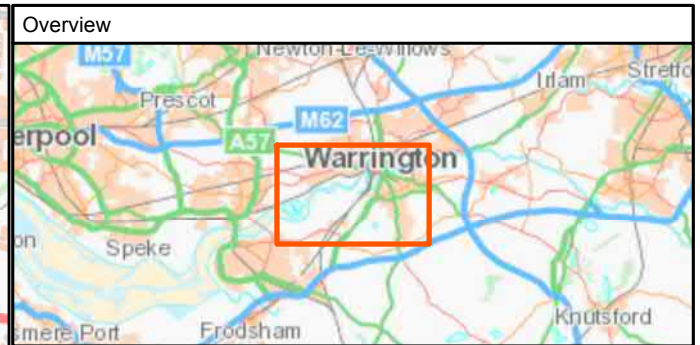 Overview
M57
Newton-Le-Willows
Irlam
Stretfo
Prescot
M62
erpool
A57
Warrington
on
Speke
Knutsford
smere Port
Frodsham